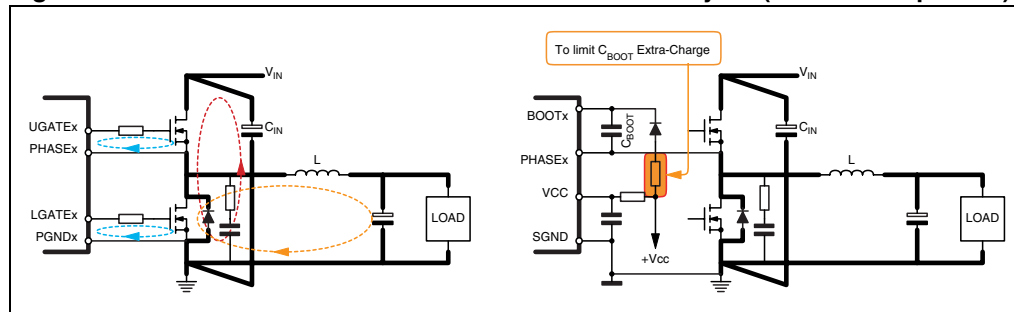 V_IN
UGATEx
PHASEx
C_IN
L
LGATEx
PGNDx
LOAD
To limit C_BOOT Extra-Charge
V_IN
BOOTx
C_BOOT
C_IN
PHASEx
L
VCC
LOAD
SGND
+Vcc